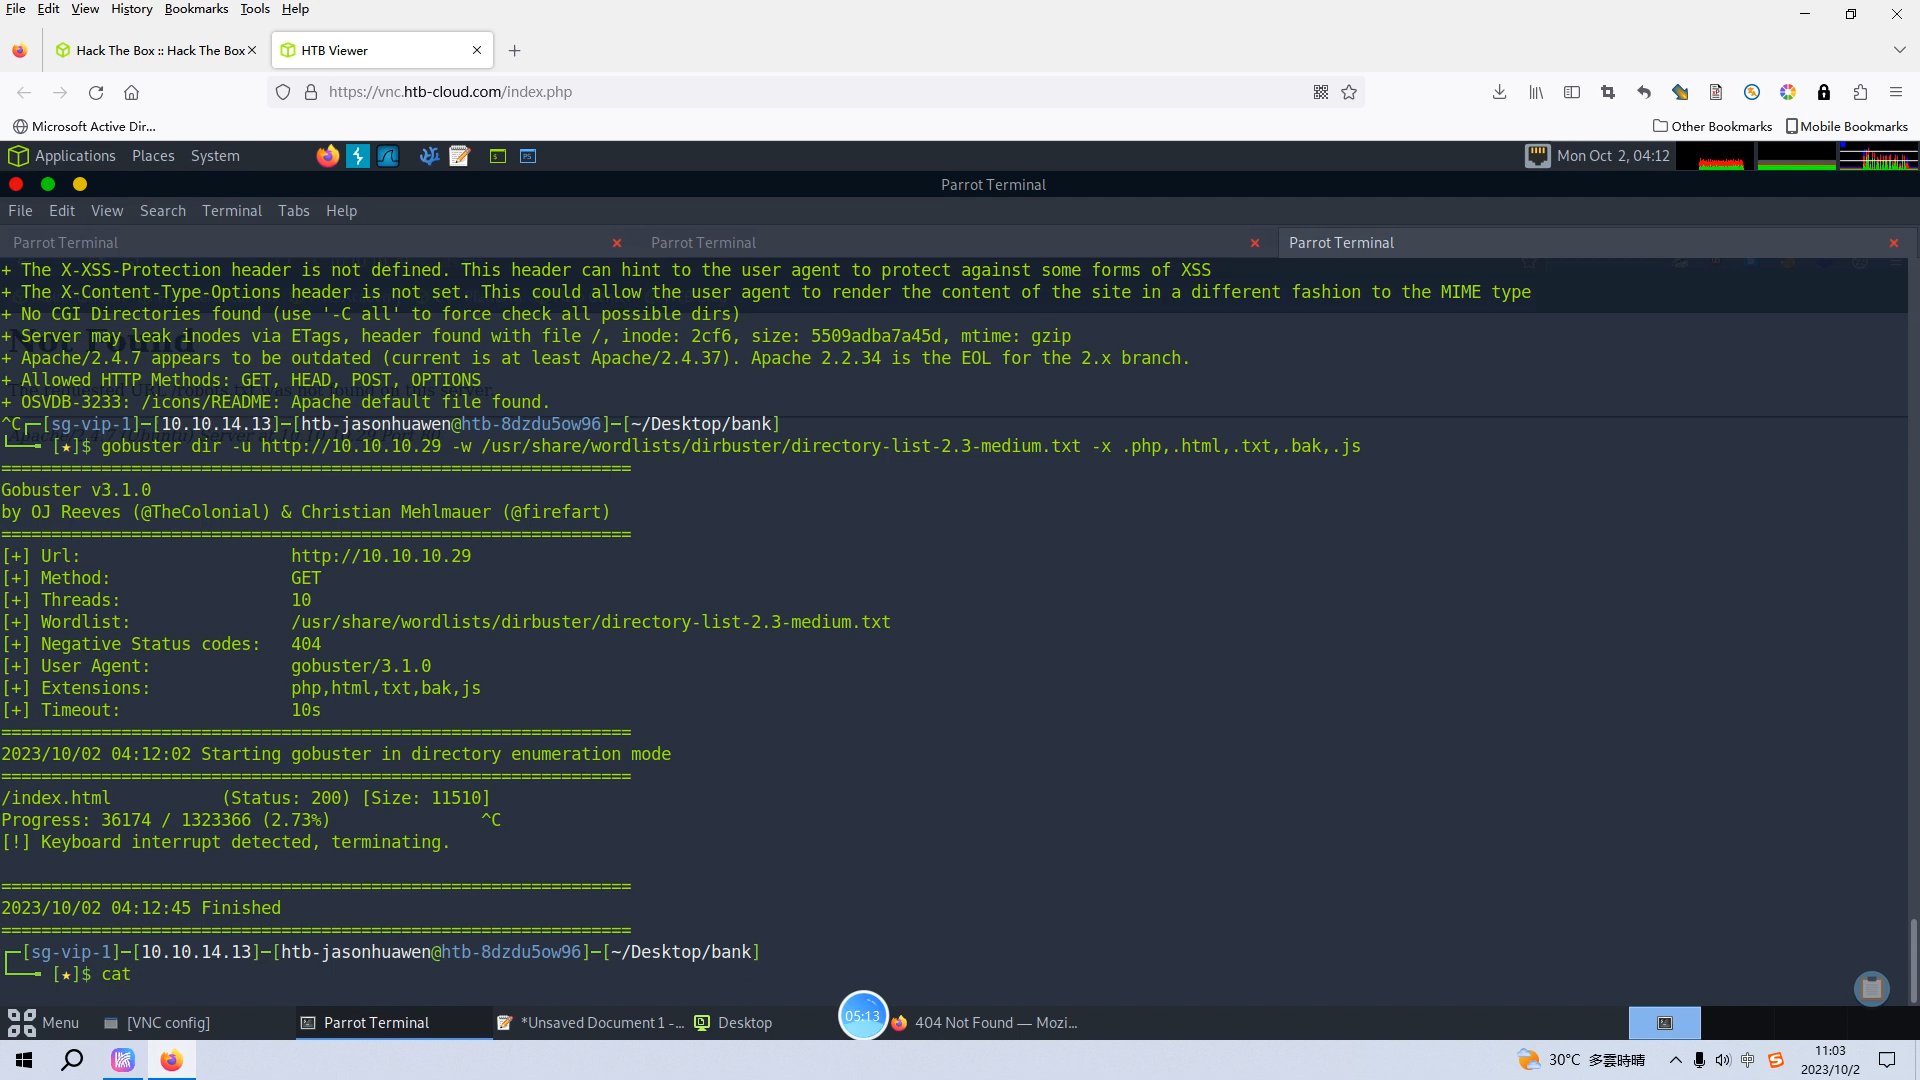 File Edit View History Bookmarks Tools Help
Hack The Box :: Hack The Box
HTB Viewer
https://vnc.htb-cloud.com/index.php
Microsoft Active Dir...
Other Bookmarks
Mobile Bookmarks
Applications Places System
Mon Oct 2, 04:12
Parrot Terminal
File Edit View Search Terminal Tabs Help
Parrot Terminal
Parrot Terminal
Parrot Terminal
+ The X-XSS-Protection header is not defined. This header can hint to the user agent to protect against some forms of XSS
+ The X-Content-Type-Options header is not set. This could allow the user agent to render the content of the site in a different fashion to the MIME type
+ No CGI Directories found (use '-C all' to force check all possible dirs)
+ Server may leak inodes via ETags, header found with file /, inode: 2cf6, size: 5509adba7a45d, mtime: gzip
+ Apache/2.4.7 appears to be outdated (current is at least Apache/2.4.37). Apache 2.2.34 is the EOL for the 2.x branch.
+ Allowed HTTP Methods: GET, HEAD, POST, OPTIONS
+ OSVDB-3233: /icons/README: Apache default file found.
^C┌─[sg-vip-1]─[10.10.14.13]─[htb-jasonhuawen@htb-8dzdu5ow96]─[~/Desktop/bank]
└──╼ [★]$ gobuster dir -u http://10.10.10.29 -w /usr/share/wordlists/dirbuster/directory-list-2.3-medium.txt -x .php,.html,.txt,.bak,.js
===============================================================
Gobuster v3.1.0
by OJ Reeves (@TheColonial) & Christian Mehlmauer (@firefart)
===============================================================
[+] Url: http://10.10.10.29
[+] Method: GET
[+] Threads: 10
[+] Wordlist: /usr/share/wordlists/dirbuster/directory-list-2.3-medium.txt
[+] Negative Status codes: 404
[+] User Agent: gobuster/3.1.0
[+] Extensions: php,html,txt,bak,js
[+] Timeout: 10s
===============================================================
2023/10/02 04:12:02 Starting gobuster in directory enumeration mode
===============================================================
/index.html (Status: 200) [Size: 11510]
Progress: 36174 / 1323366 (2.73%) ^C
[!] Keyboard interrupt detected, terminating.
===============================================================
2023/10/02 04:12:45 Finished
===============================================================
┌─[sg-vip-1]─[10.10.14.13]─[htb-jasonhuawen@htb-8dzdu5ow96]─[~/Desktop/bank]
└──╼ [★]$ cat
Menu
[VNC config]
Parrot Terminal
*Unsaved Document 1 -...
Desktop
05:13
404 Not Found — Mozi...
30°C 多雲時晴
中
11:03
2023/10/2